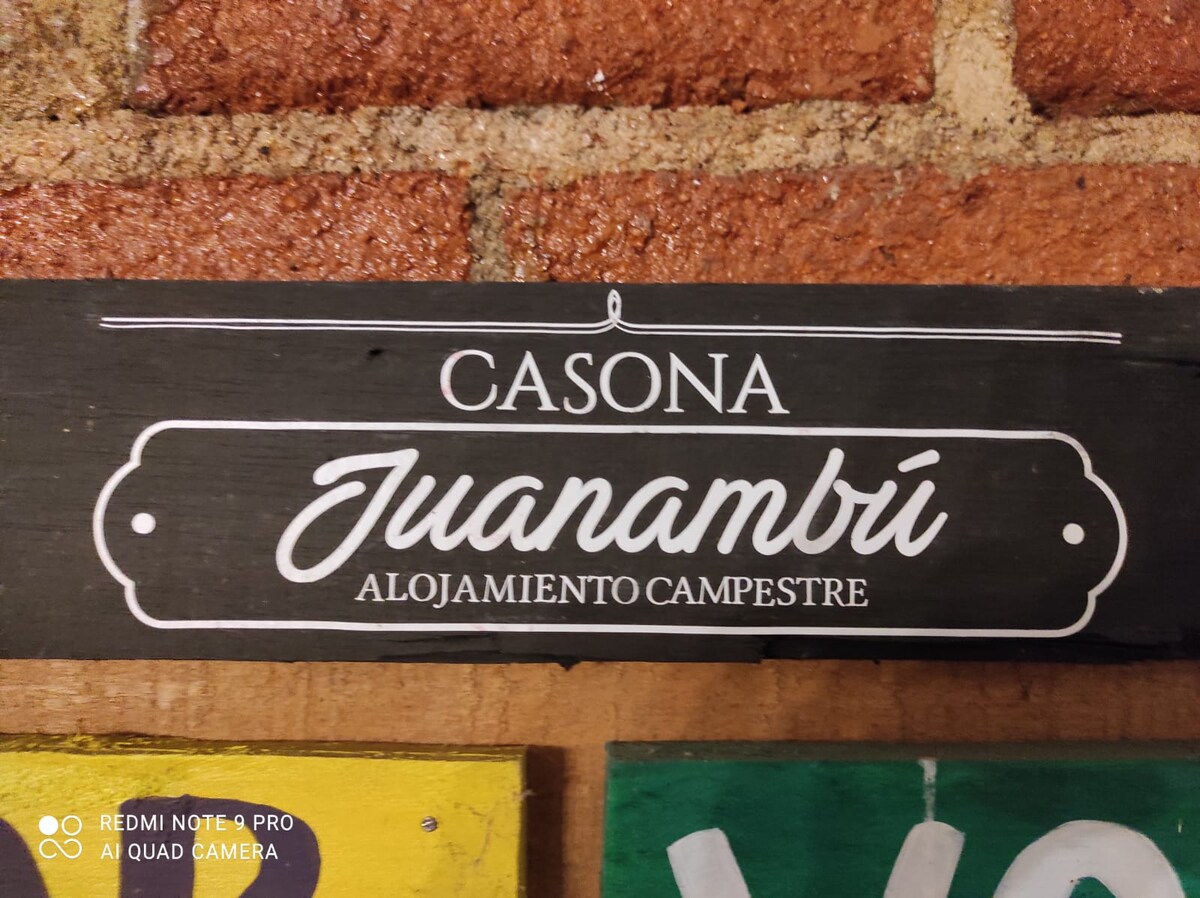 CASONA
Juanambú
ALOJAMIENTO CAMPESTRE
REDMI NOTE 9 PRO
AI QUAD CAMERA